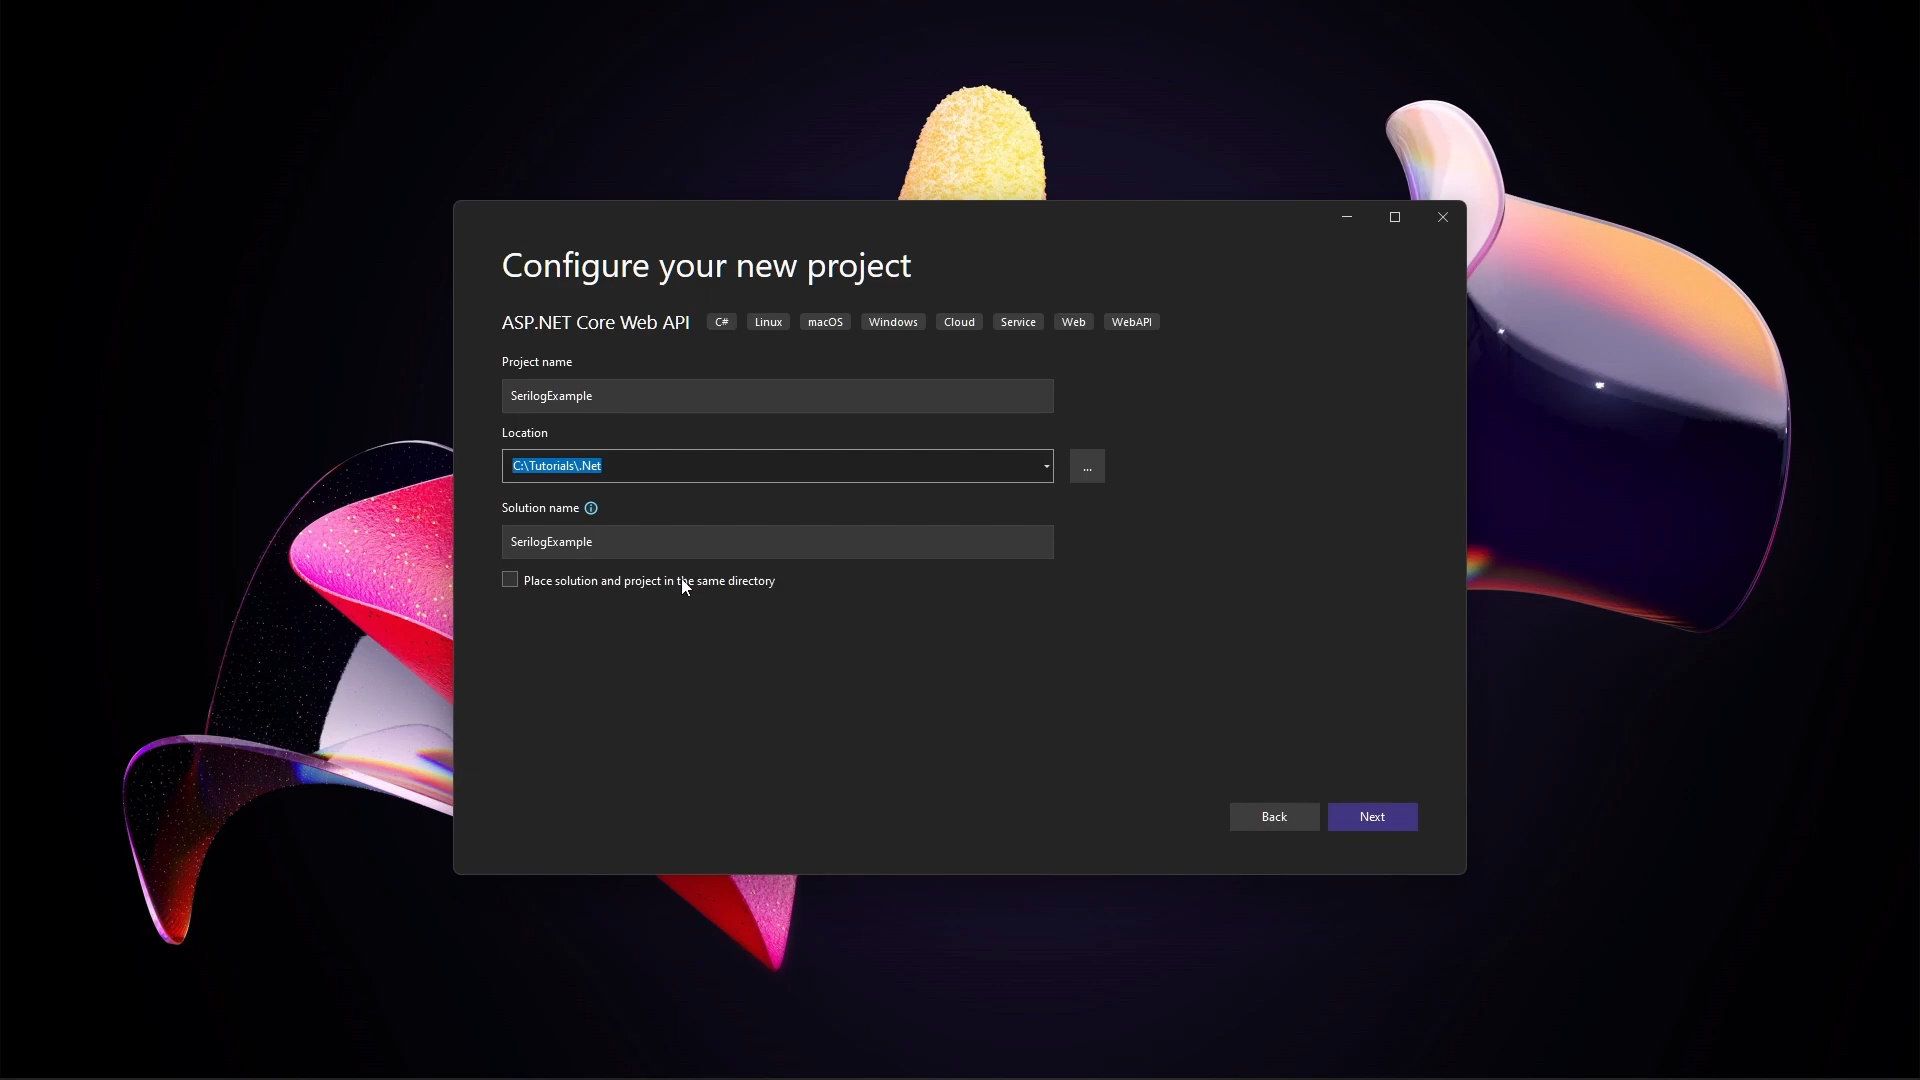 Configure your new project
ASP.NET Core Web API C# Linux macOS Windows Cloud Service Web WebAPI
Project name
SerilogExample
Location
C:\Tutorials\.Net
...
Solution name
SerilogExample
Place solution and project in the same directory
Back Next